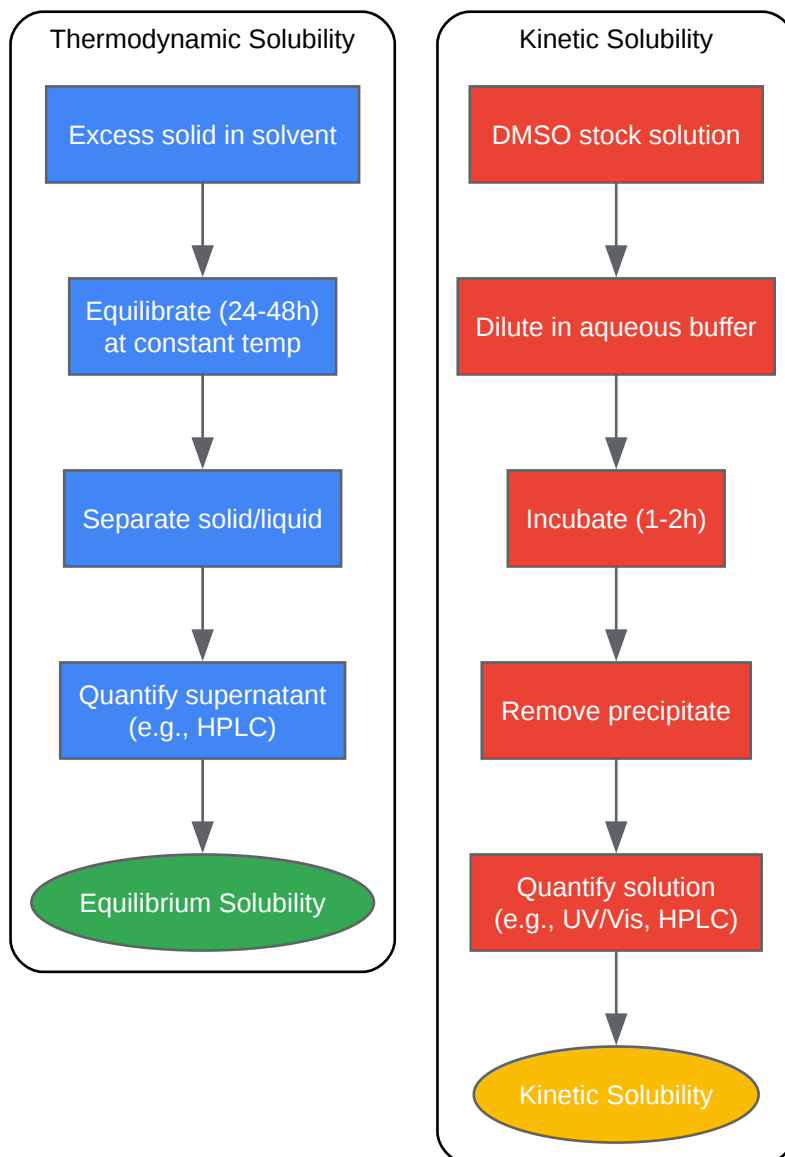 Thermodynamic Solubility
Excess solid in solvent
Equilibrate (24-48h)
at constant temp
Separate solid/liquid
Quantify supernatant
(e.g., HPLC)
Equilibrium Solubility
Kinetic Solubility
DMSO stock solution
Dilute in aqueous buffer
Incubate (1-2h)
Remove precipitate
Quantify solution
(e.g., UV/Vis, HPLC)
Kinetic Solubility